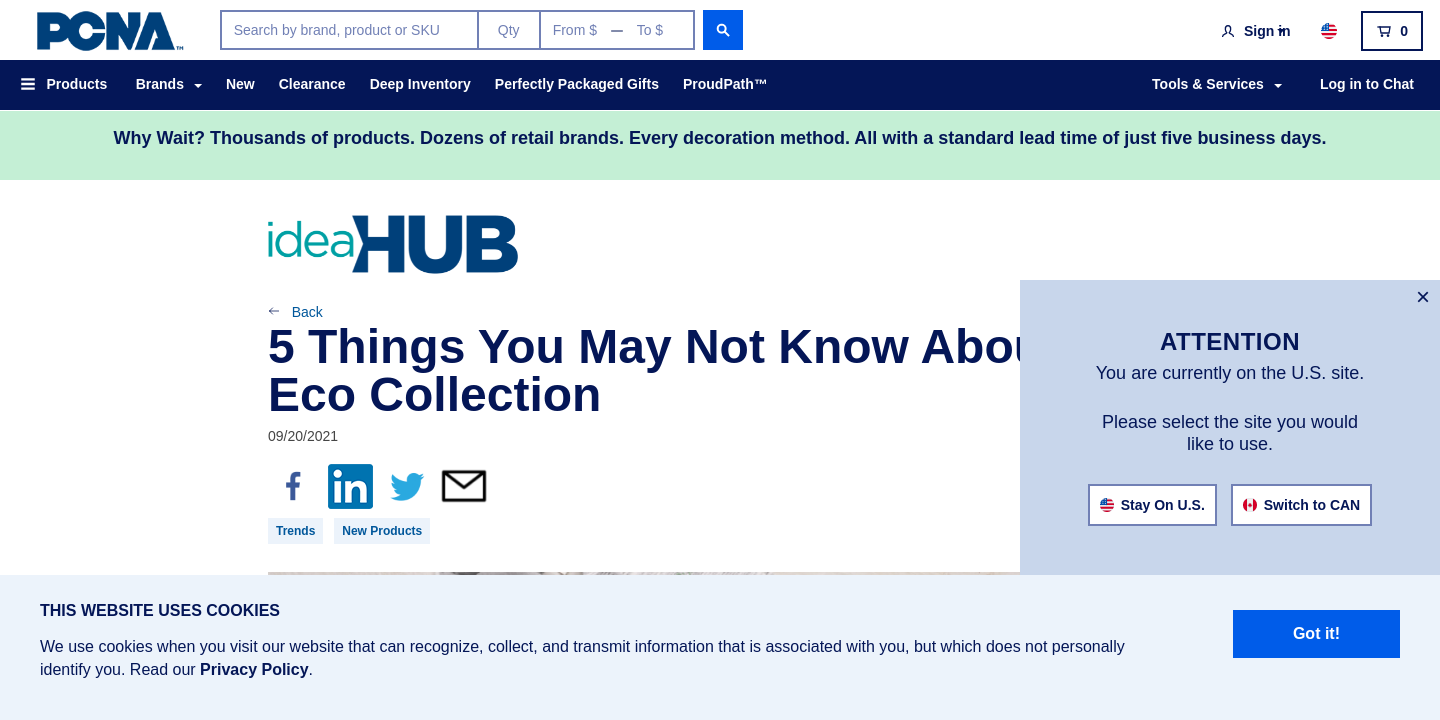 PCNA™
Search by brand, product or SKU
Qty
From $ — To $
Sign in
0
Products
Brands
New
Clearance
Deep Inventory
Perfectly Packaged Gifts
ProudPath™
Tools & Services
Log in to Chat
Why Wait? Thousands of products. Dozens of retail brands. Every decoration method. All with a standard lead time of just five business days.
ideaHUB
Back
5 Things You May Not Know Abou
Eco Collection
09/20/2021
Trends
New Products
×
ATTENTION
You are currently on the U.S. site.
Please select the site you would
like to use.
Stay On U.S.
Switch to CAN
THIS WEBSITE USES COOKIES
We use cookies when you visit our website that can recognize, collect, and transmit information that is associated with you, but which does not personally
identify you. Read our Privacy Policy.
Got it!